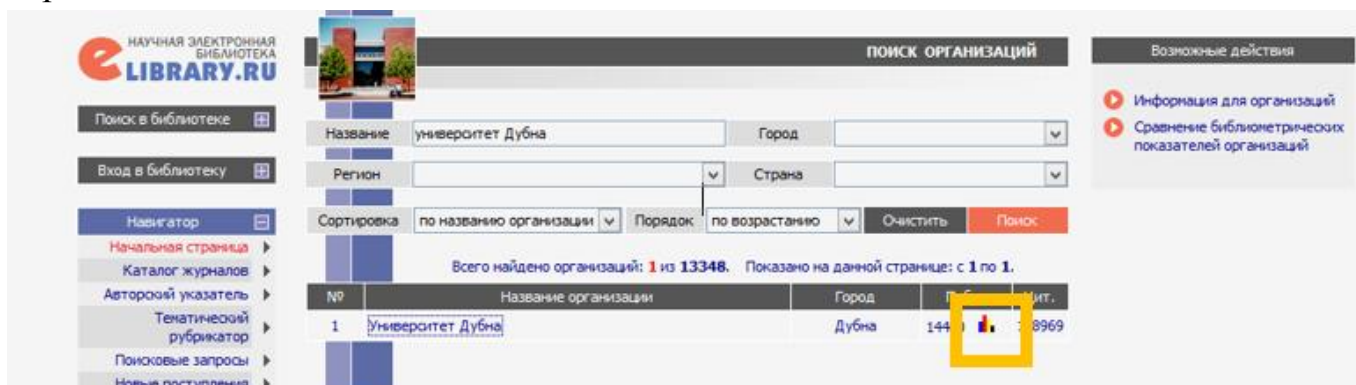 НАУЧНАЯ ЭЛЕКТРОННАЯ
БИБЛИОТЕКА
eLIBRARY.RU
ПОИСК ОРГАНИЗАЦИЙ
Возможные действия
Информация для организаций
Сравнение библиометрических
показателей организаций
Поиск в библиотеке
Вход в библиотеку
Навигатор
Начальная страница
Каталог журналов
Авторский указатель
Тематический
рубрикатор
Поисковые запросы
Новые поступления
Название университет Дубна Город
Регион Страна
Сортировка по названию организации Порядок по возрастанию Очистить Поиск
Всего найдено организаций: 1 из 13348. Показано на данной странице: с 1 по 1.
№ Название организации Город
1 Университет Дубна Дубна